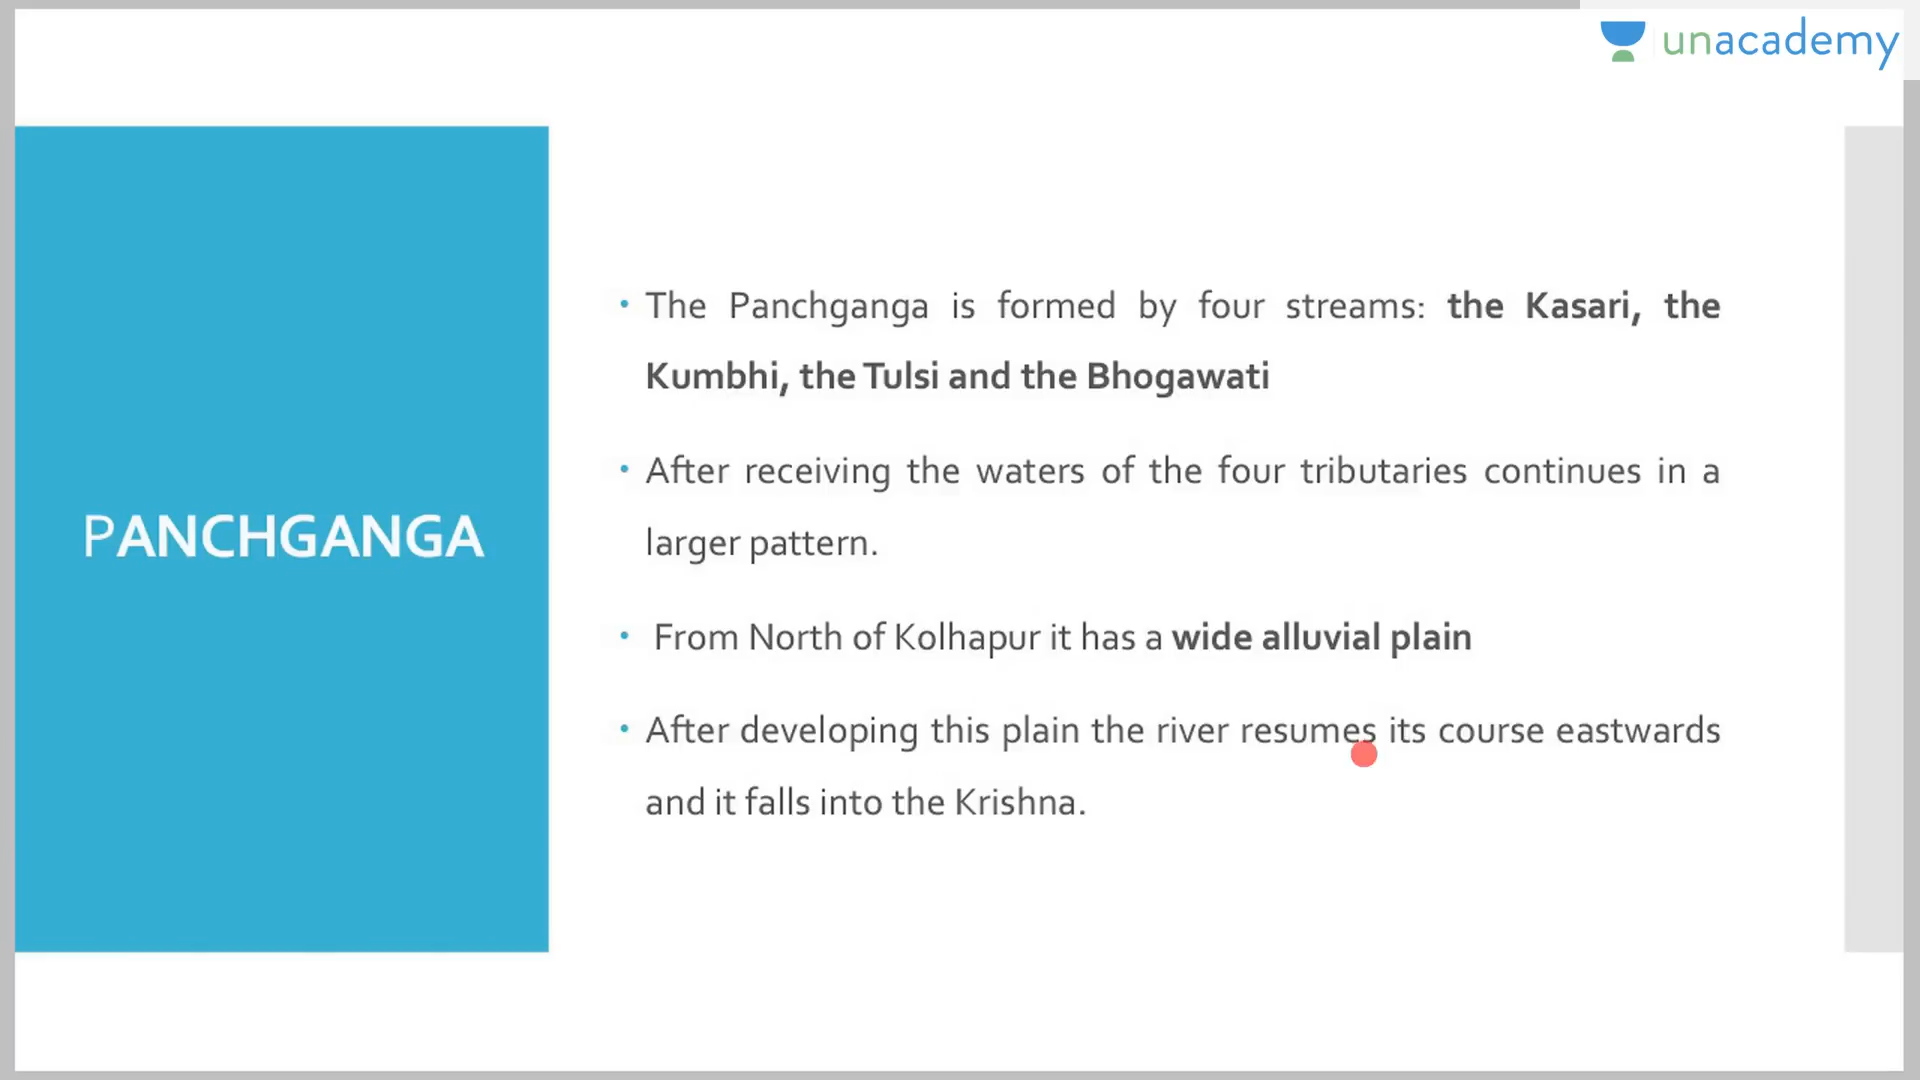 unacademy
PANCHGANGA
• The Panchganga is formed by four streams: the Kasari, the
Kumbhi, the Tulsi and the Bhogawati
• After receiving the waters of the four tributaries continues in a
larger pattern.
• From North of Kolhapur it has a wide alluvial plain
• After developing this plain the river resumes its course eastwards
and it falls into the Krishna.